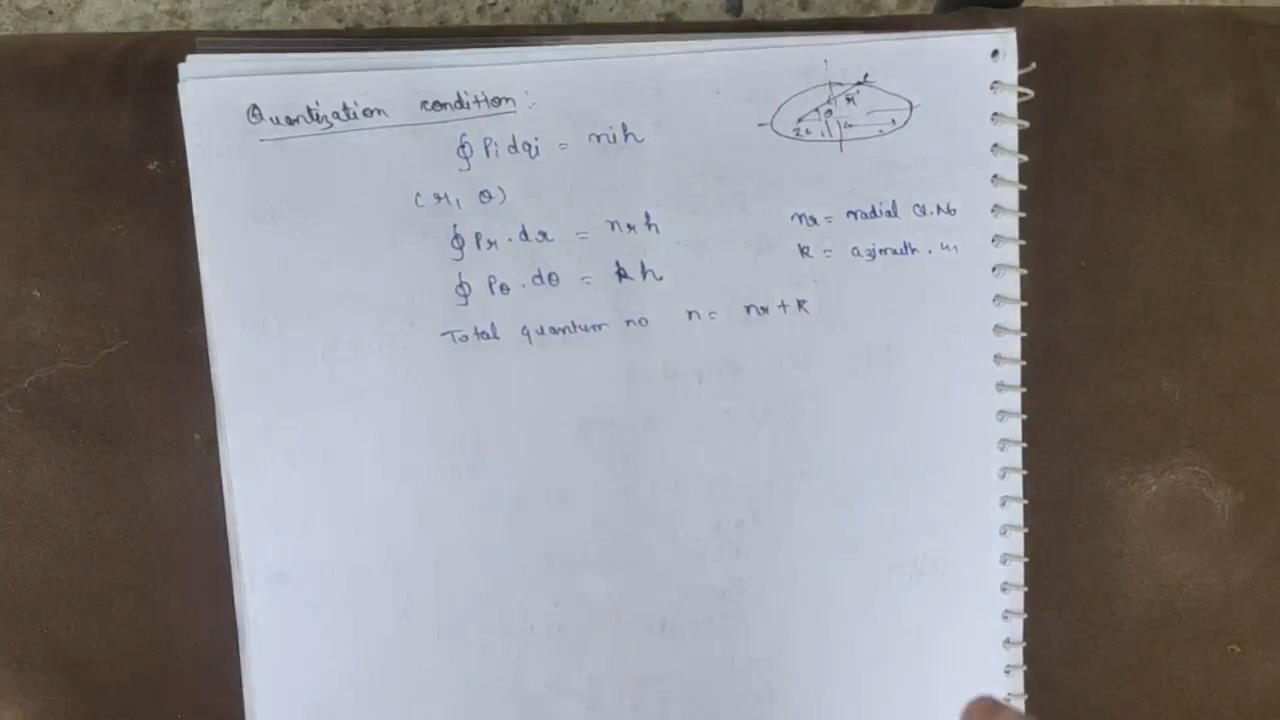 Quantization condition :
∮ Pi dqi = nih
(r, θ)
∮ Pr . dr = nr h
nr = radial Q. No
∮ Pθ . dθ = k h
k = azimuth . "
Total quantum no n = nr + k